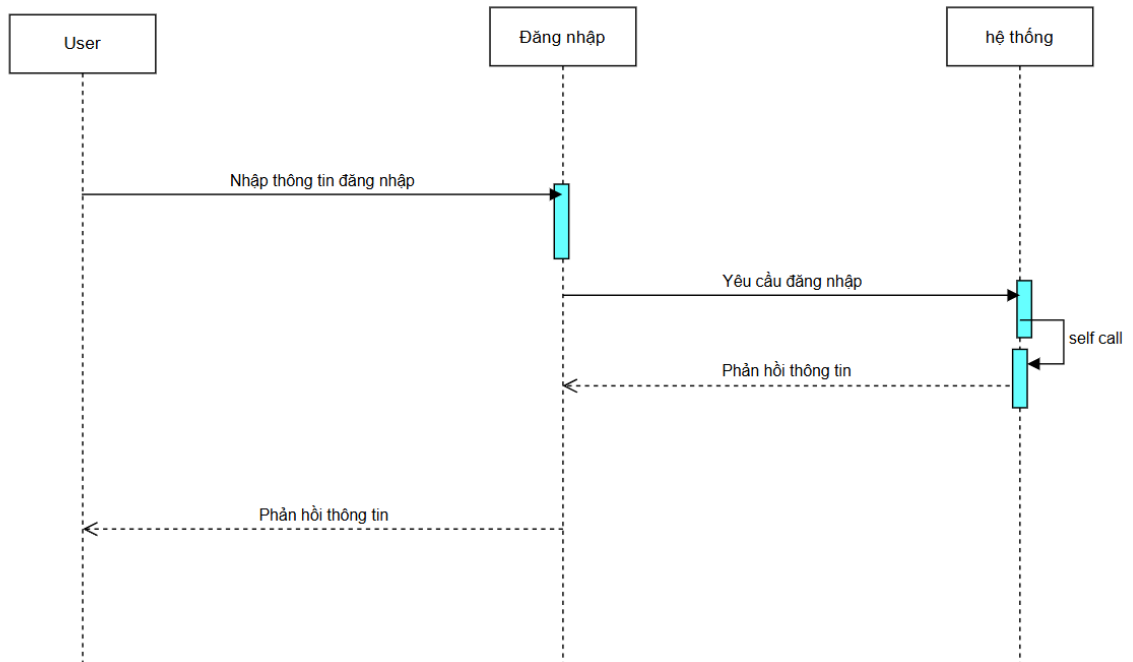 User
Đăng nhập
hệ thống
Nhập thông tin đăng nhập
Yêu cầu đăng nhập
self call
Phản hồi thông tin
Phản hồi thông tin